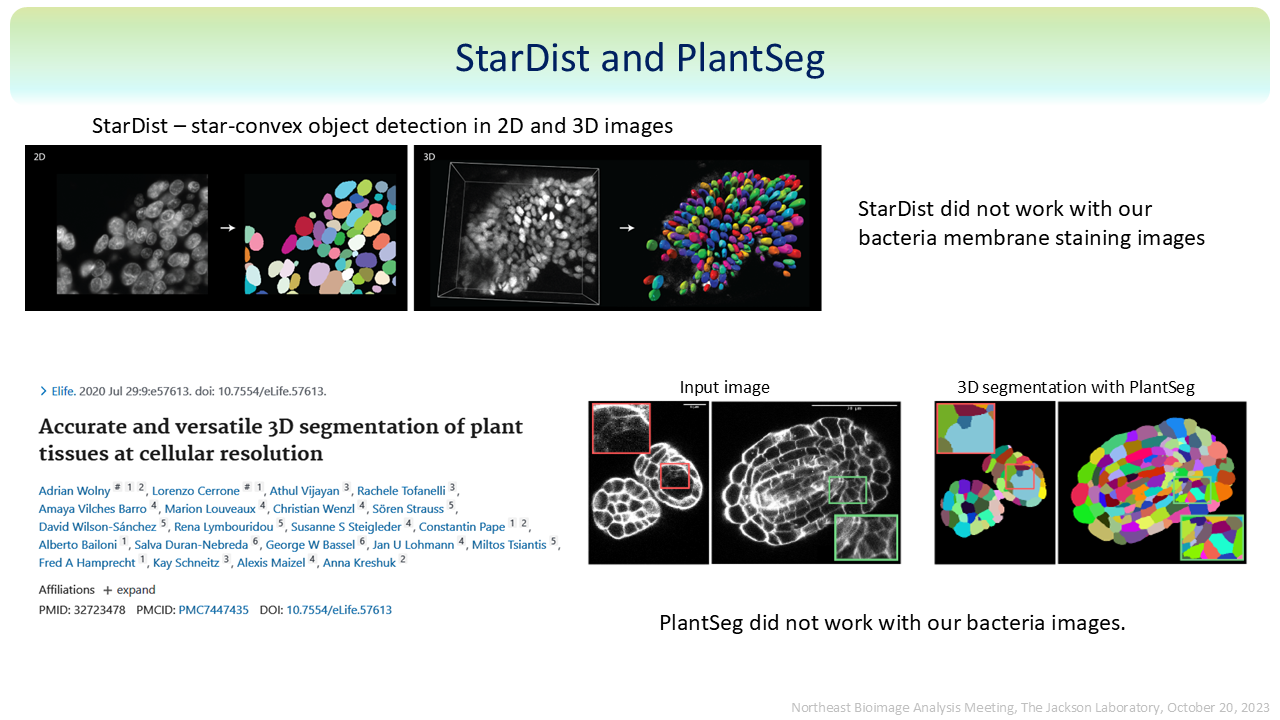 StarDist and PlantSeg
StarDist – star-convex object detection in 2D and 3D images
2D
3D
StarDist did not work with our
bacteria membrane staining images
Elife. 2020 Jul 29:9:e57613. doi: 10.7554/eLife.57613.
Accurate and versatile 3D segmentation of plant
tissues at cellular resolution
Adrian Wolny # 1 2, Lorenzo Cerrone # 1, Athul Vijayan 3, Rachele Tofanelli 3,
Amaya Vilches Barro 4, Marion Louveaux 4, Christian Wenzl 4, Sören Strauss 5,
David Wilson-Sánchez 5, Rena Lymbouridou 5, Susanne S Steigleder 4, Constantin Pape 1 2,
Alberto Bailoni 1, Salva Duran-Nebreda 6, George W Bassel 6, Jan U Lohmann 4, Miltos Tsiantis 5,
Fred A Hamprecht 1, Kay Schneitz 3, Alexis Maizel 4, Anna Kreshuk 2
Affiliations + expand
PMID: 32723478 PMCID: PMC7447435 DOI: 10.7554/eLife.57613
Input image
3D segmentation with PlantSeg
PlantSeg did not work with our bacteria images.
Northeast Bioimage Analysis Meeting, The Jackson Laboratory, October 20, 2023